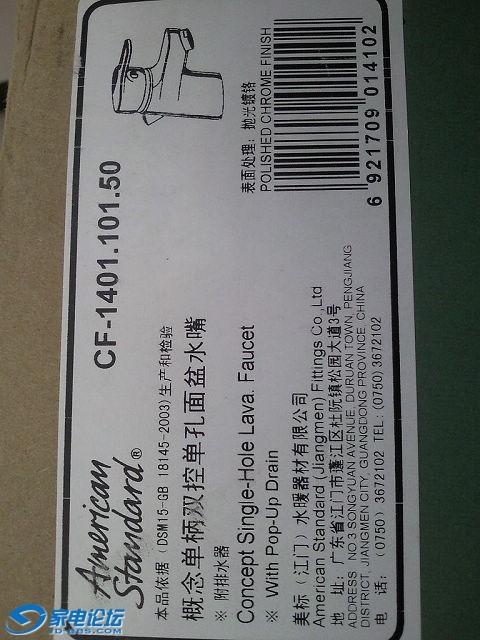 American
Standard®
CF-1401.101.50
本品依据(DSM15-GB 18145-2003)生产和检验
概念单柄双控单孔面盆水嘴
※ 附排水器
Concept Single-Hole Lava. Faucet
※ With Pop-Up Drain
表面处理: 抛光镀铬
POLISHED CHROME FINISH
6 921709 014102
美标（江门）水暖器材有限公司
American Standard (Jiangmen) Fittings Co.,Ltd
地 址: 广东省江门市蓬江区杜阮镇松园大道3号
ADDRESS: NO.3 SONGYUAN AVENUE, DURUAN TOWN, PENGJIANG
DISTRICT, JIANGMEN CITY, GUANGDONG PROVINCE, CHINA
电 话: (0750) 3672102 TEL: (0750) 3672102
家电论坛
JD-BBS.COM